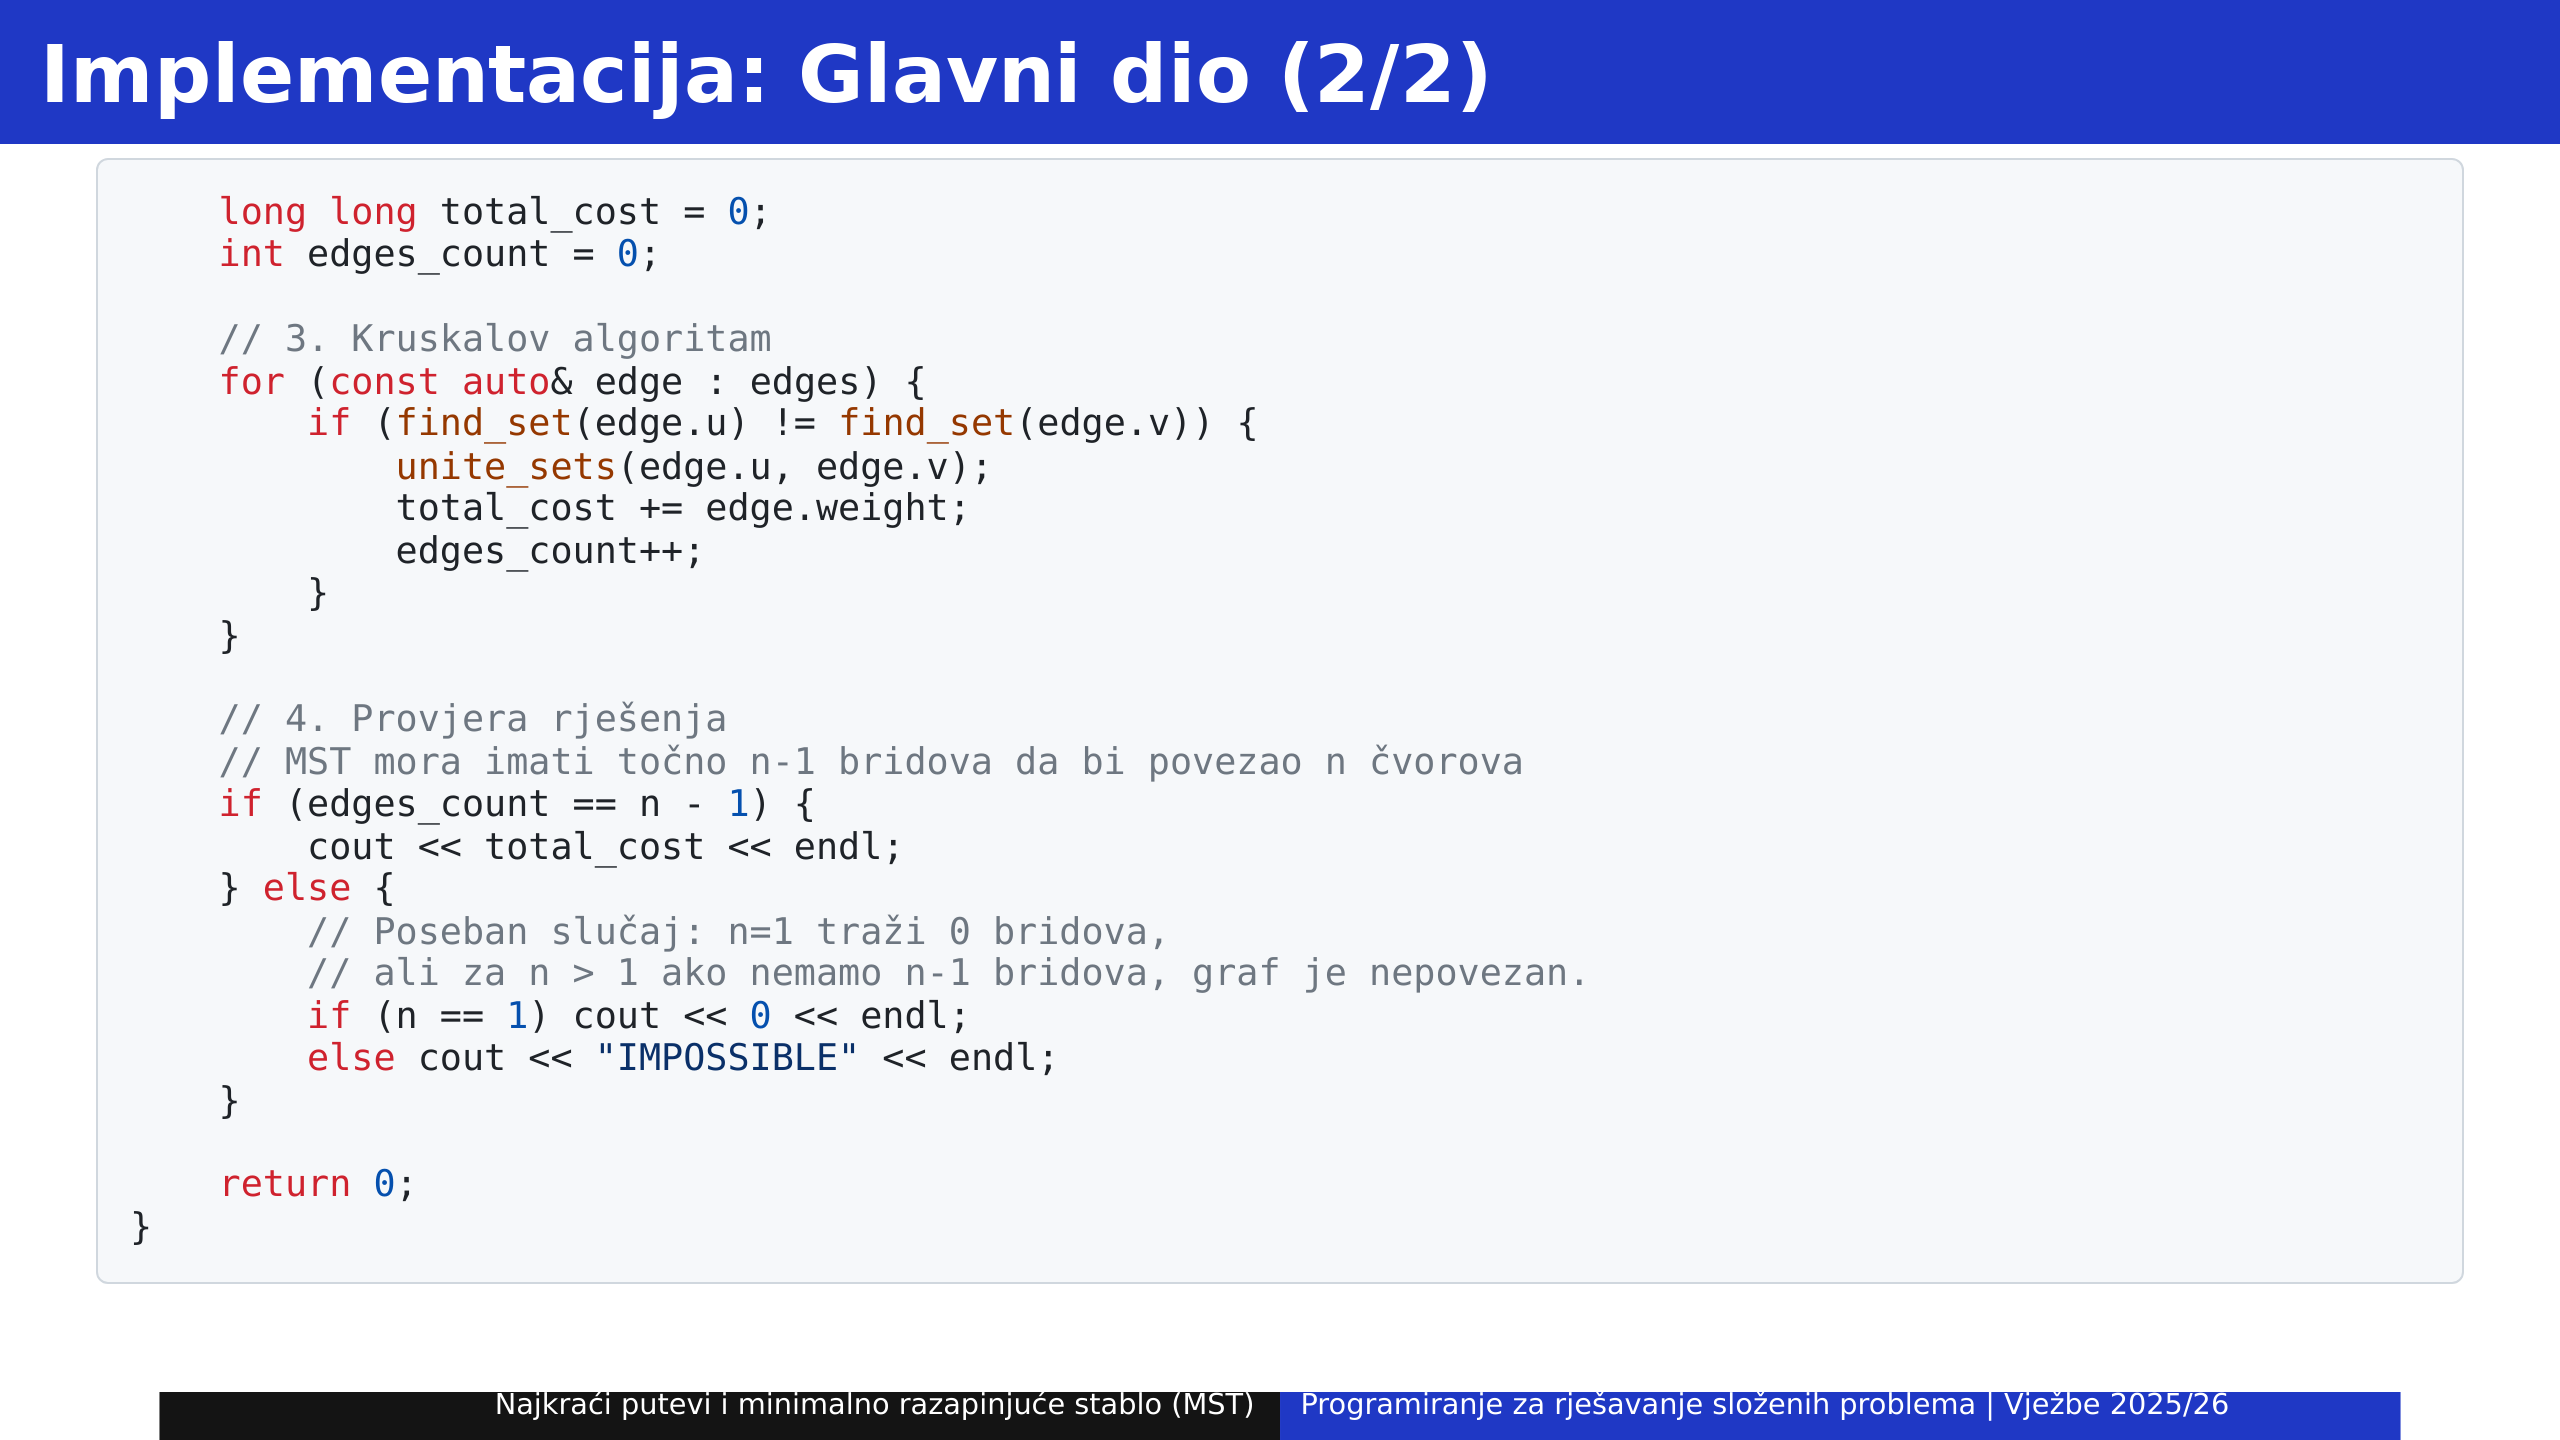 Implementacija: Glavni dio (2/2)
    long long total_cost = 0;
    int edges_count = 0;

    // 3. Kruskalov algoritam
    for (const auto& edge : edges) {
        if (find_set(edge.u) != find_set(edge.v)) {
            unite_sets(edge.u, edge.v);
            total_cost += edge.weight;
            edges_count++;
        }
    }

    // 4. Provjera rješenja
    // MST mora imati točno n-1 bridova da bi povezao n čvorova
    if (edges_count == n - 1) {
        cout << total_cost << endl;
    } else {
        // Poseban slučaj: n=1 traži 0 bridova,
        // ali za n > 1 ako nemamo n-1 bridova, graf je nepovezan.
        if (n == 1) cout << 0 << endl;
        else cout << "IMPOSSIBLE" << endl;
    }

    return 0;
}
Najkraći putevi i minimalno razapinjuće stablo (MST)
Programiranje za rješavanje složenih problema | Vježbe 2025/26